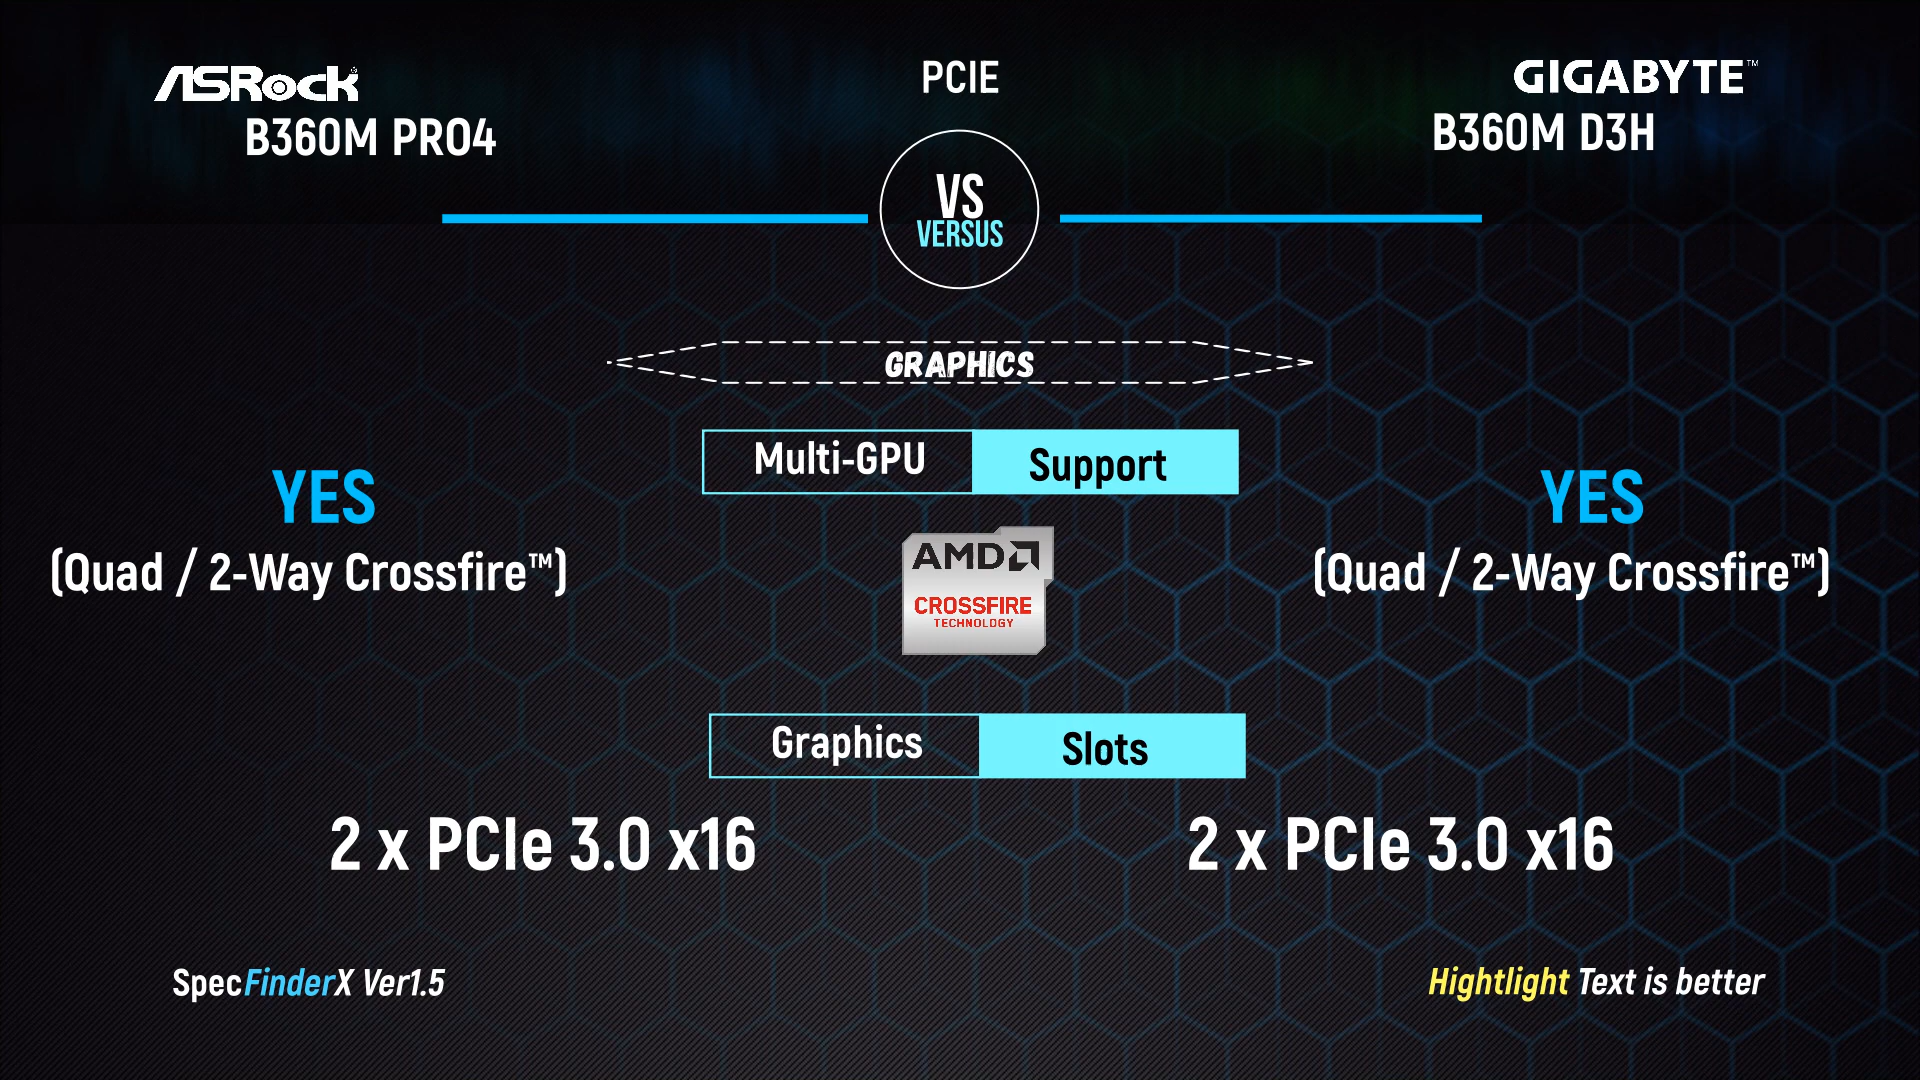 ASRock
B360M PRO4
PCIE
GIGABYTE™
B360M D3H
VS
VERSUS
GRAPHICS
Multi-GPU Support
YES
(Quad / 2-Way Crossfire™)
AMD
CROSSFIRE
TECHNOLOGY
YES
(Quad / 2-Way Crossfire™)
Graphics Slots
2 x PCIe 3.0 x16
2 x PCIe 3.0 x16
SpecFinderX Ver1.5
Hightlight Text is better